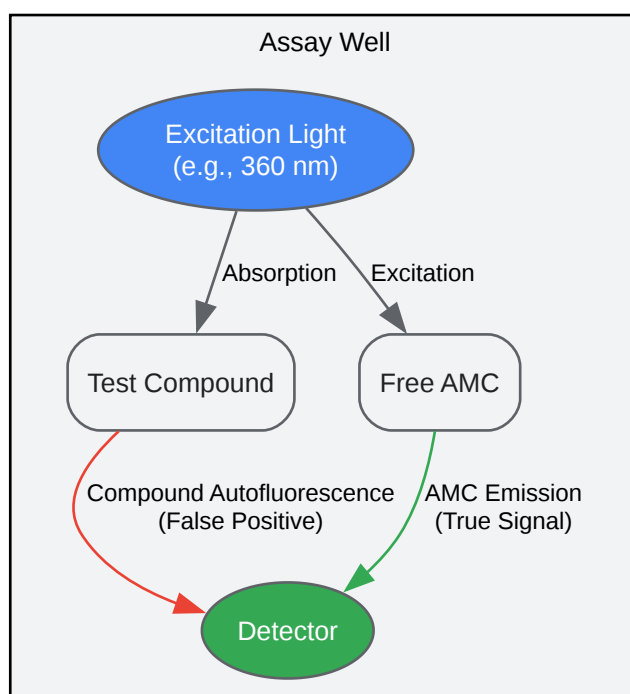 Assay Well
Excitation Light
(e.g., 360 nm)
Absorption
Excitation
Test Compound
Free AMC
Compound Autofluorescence
(False Positive)
AMC Emission
(True Signal)
Detector